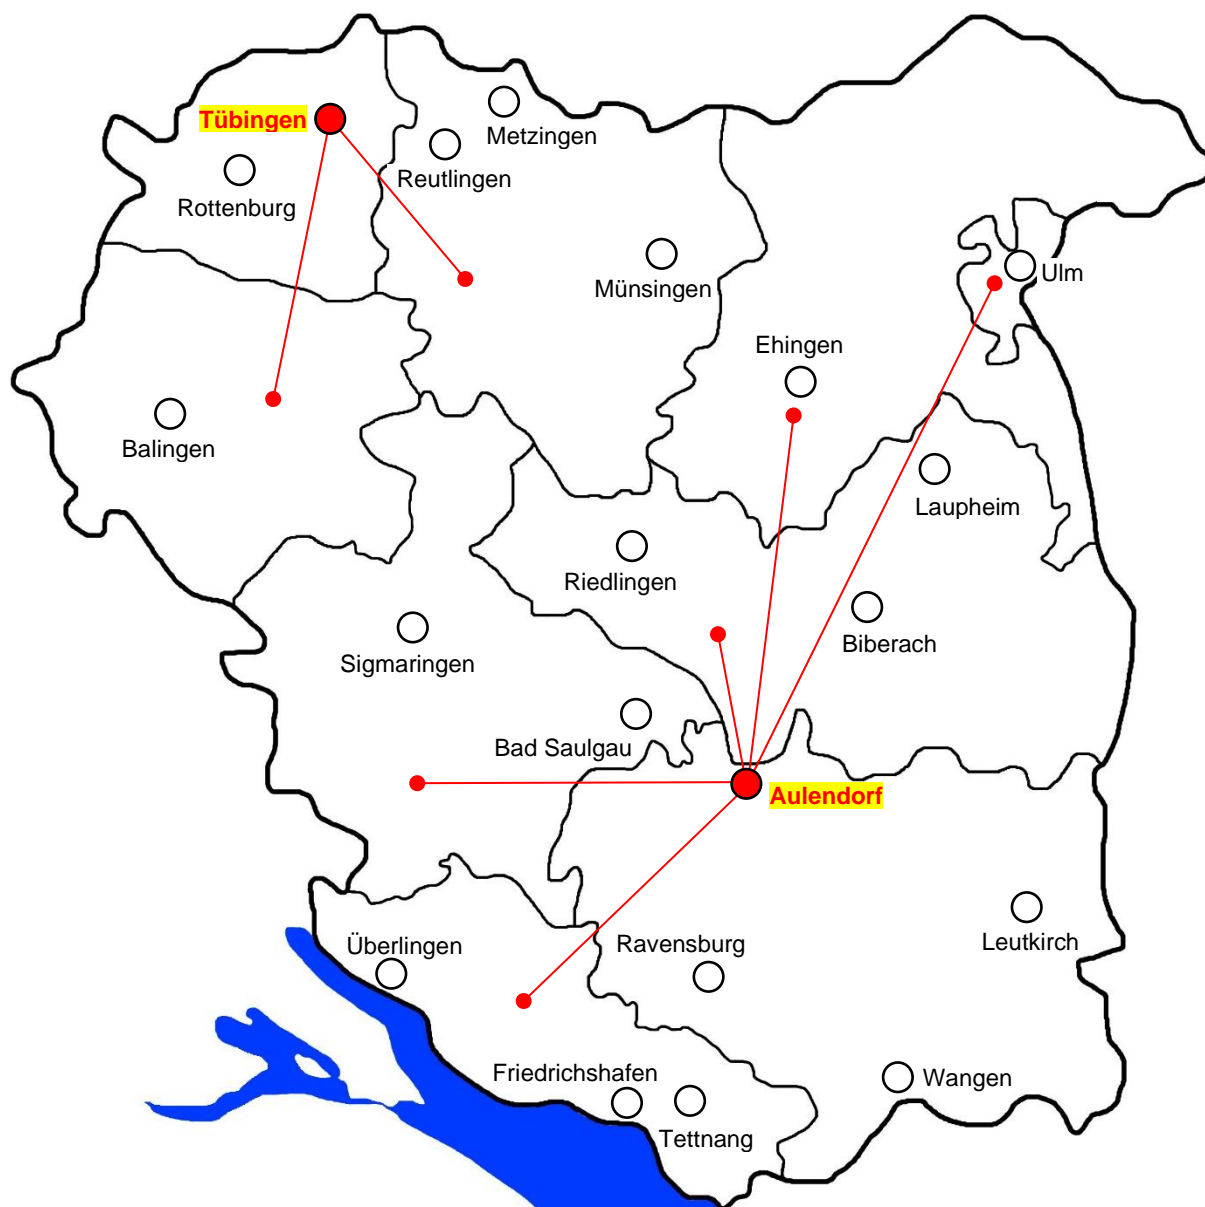 Tübingen
Metzingen
Reutlingen
Rottenburg
Münsingen
Ulm
Ehingen
Balingen
Laupheim
Riedlingen
Biberach
Sigmaringen
Bad Saulgau
Aulendorf
Überlingen
Ravensburg
Leutkirch
Friedrichshafen
Wangen
Tettnang